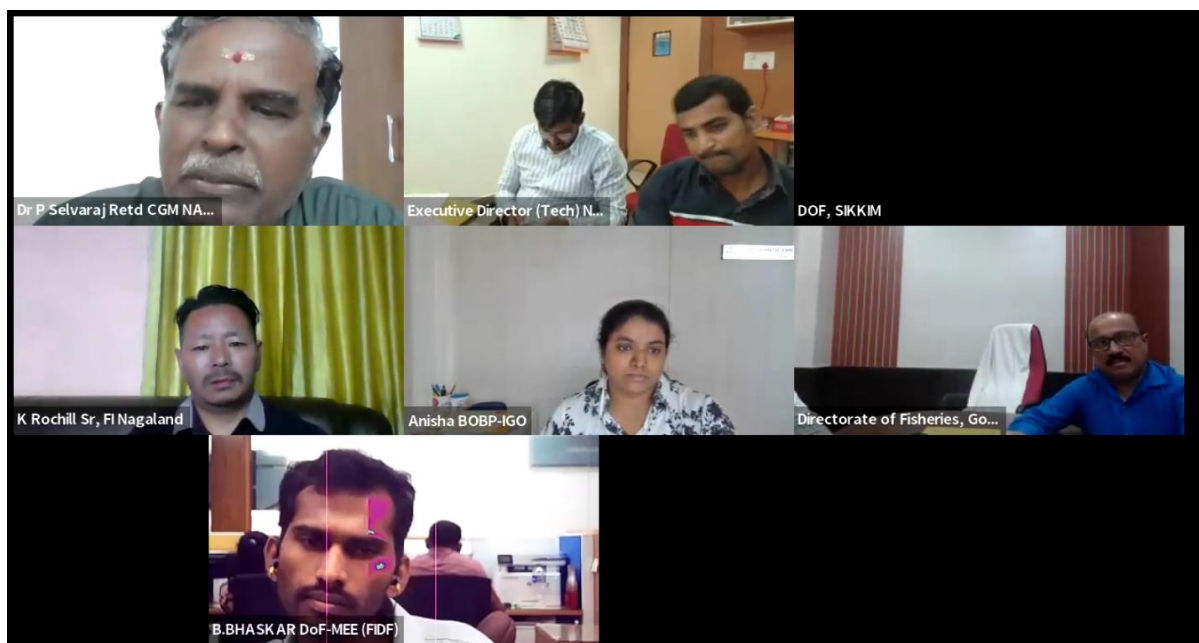 Dr P Selvaraj Retd CGM NA...
Executive Director (Tech) N...
DOF, SIKKIM
K Rochill Sr, FI Nagaland
Anisha BOBP-IGO
Directorate of Fisheries, Go...
B.BHASKAR DoF-MEE (FIDF)